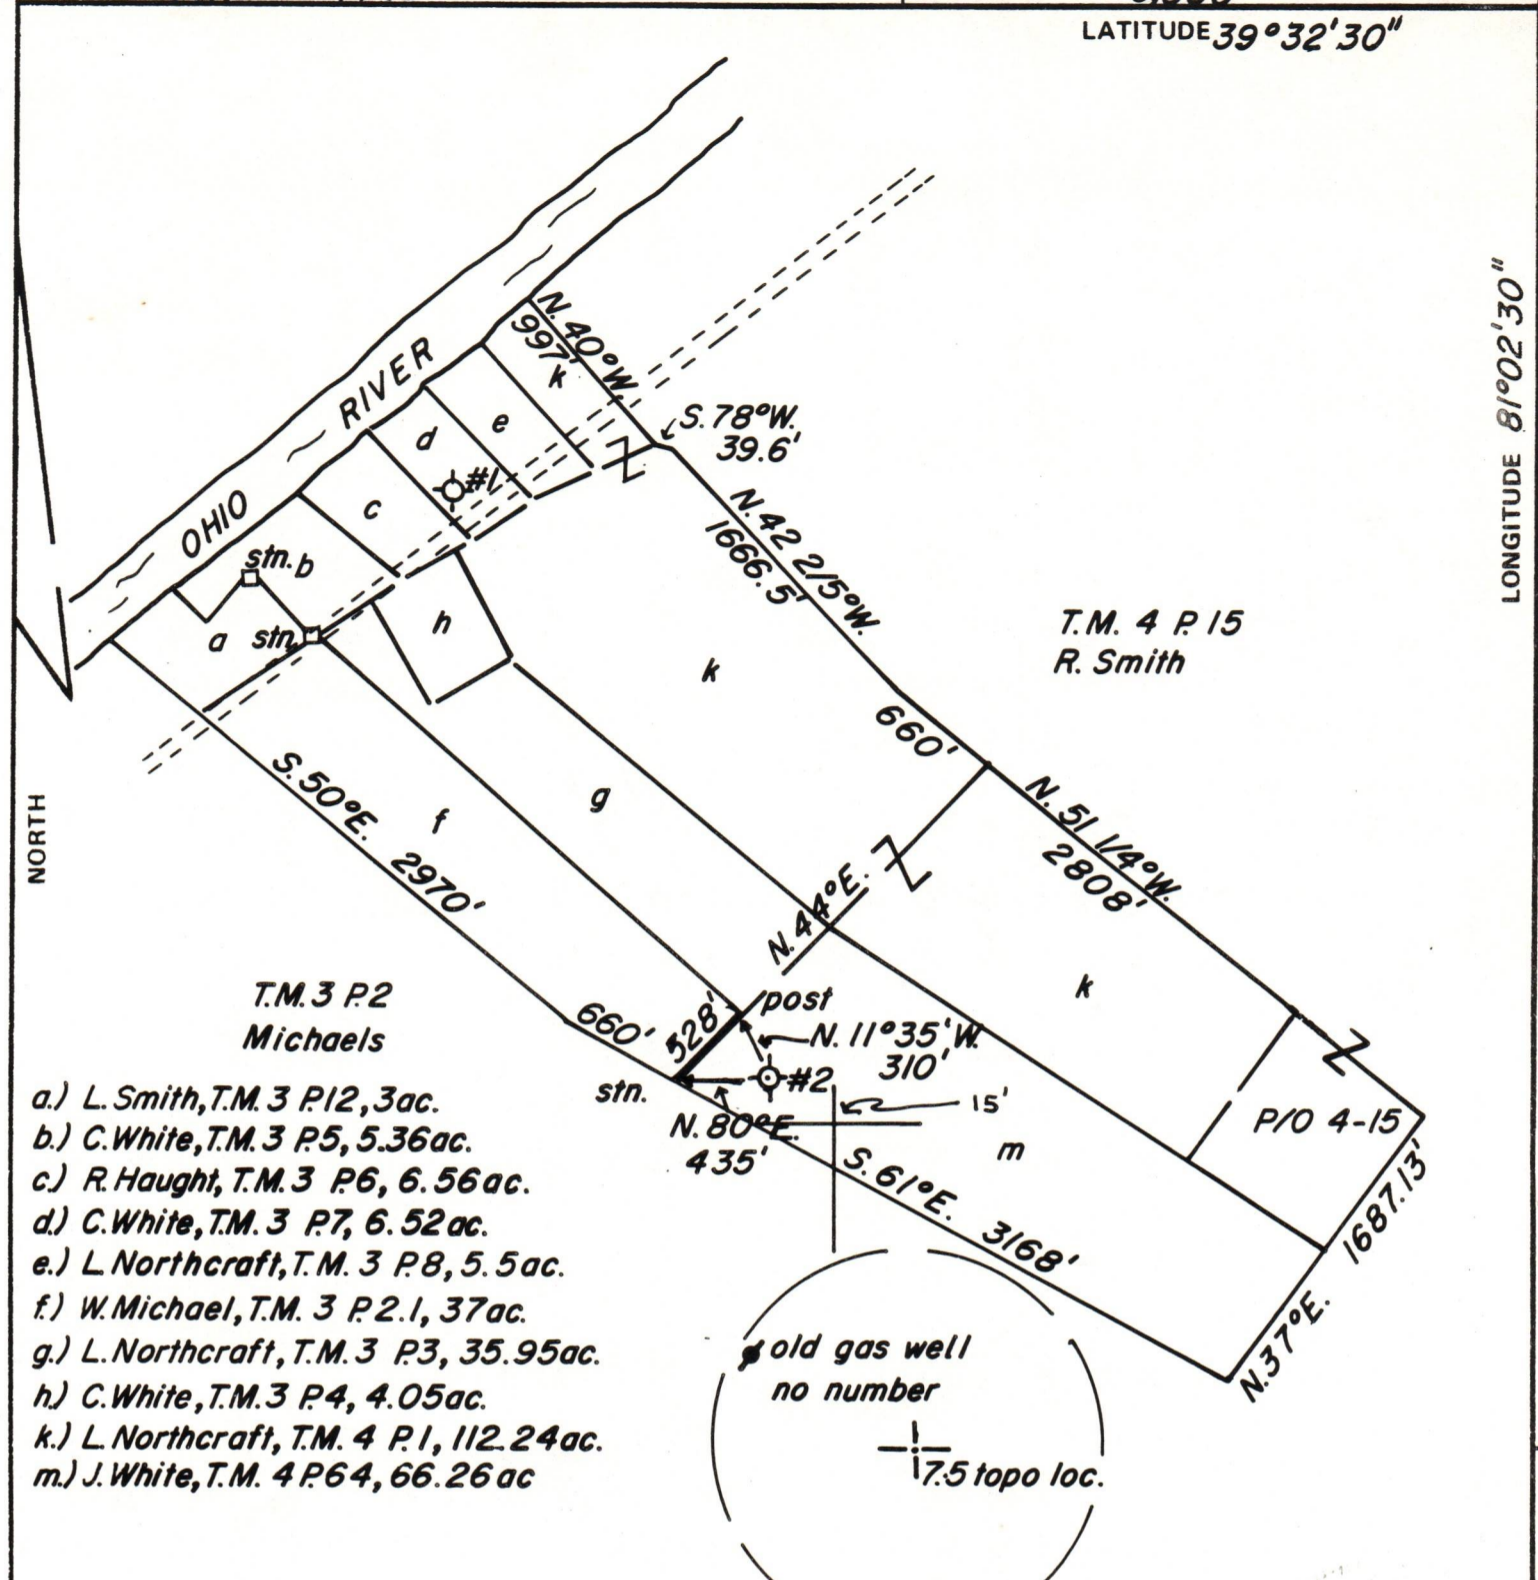 LATITUDE 39°32'30"
LONGITUDE 81°02'30"
NORTH
OHIO RIVER
N. 40°W.
997'
k
S. 78°W.
39.6'
e
d
#1
c
stn. b
a stn.
h
N. 42 2/5°W.
1666.5'
T.M. 4 P. 15
R. Smith
k
660'
S. 50°E. 2970'
f
g
N. 51 1/4°W.
2808'
N. 44°E.
k
T.M. 3 P.2
Michaels
660'
528'
post
N. 11°35'W.
310'
stn.
#2
15'
N. 80°E.
435'
m
P/O 4-15
S. 61°E. 3168'
1687.13'
N. 37°E.
a.) L. Smith, T.M. 3 P.12, 3ac.
b.) C. White, T.M. 3 P.5, 5.36ac.
c.) R. Haught, T.M. 3 P.6, 6.56ac.
d.) C. White, T.M. 3 P.7, 6.52ac.
e.) L. Northcraft, T.M. 3 P.8, 5.5ac.
f.) W. Michael, T.M. 3 P.2.1, 37ac.
g.) L. Northcraft, T.M. 3 P.3, 35.95ac.
h.) C. White, T.M. 3 P.4, 4.05ac.
k.) L. Northcraft, T.M. 4 P.1, 112.24ac.
m.) J. White, T.M. 4 P.64, 66.26ac
old gas well
no number
7.5 topo loc.